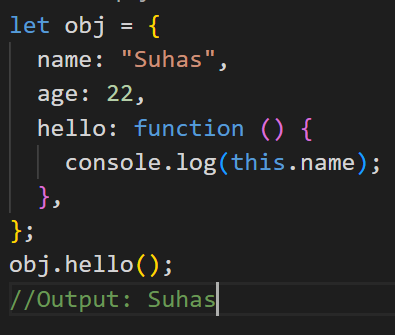 let obj = {
  name: "Suhas",
  age: 22,
  hello: function () {
    console.log(this.name);
  },
};
obj.hello();
//Output: Suhas